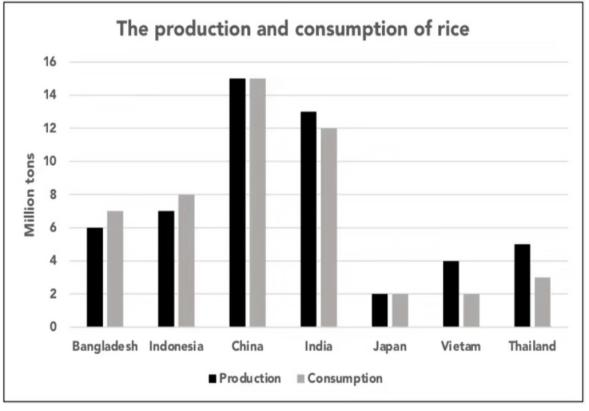 The production and consumption of rice
Million tons
16
14
12
10
8
6
4
2
0
Bangladesh Indonesia China India Japan Vietam Thailand
Production Consumption